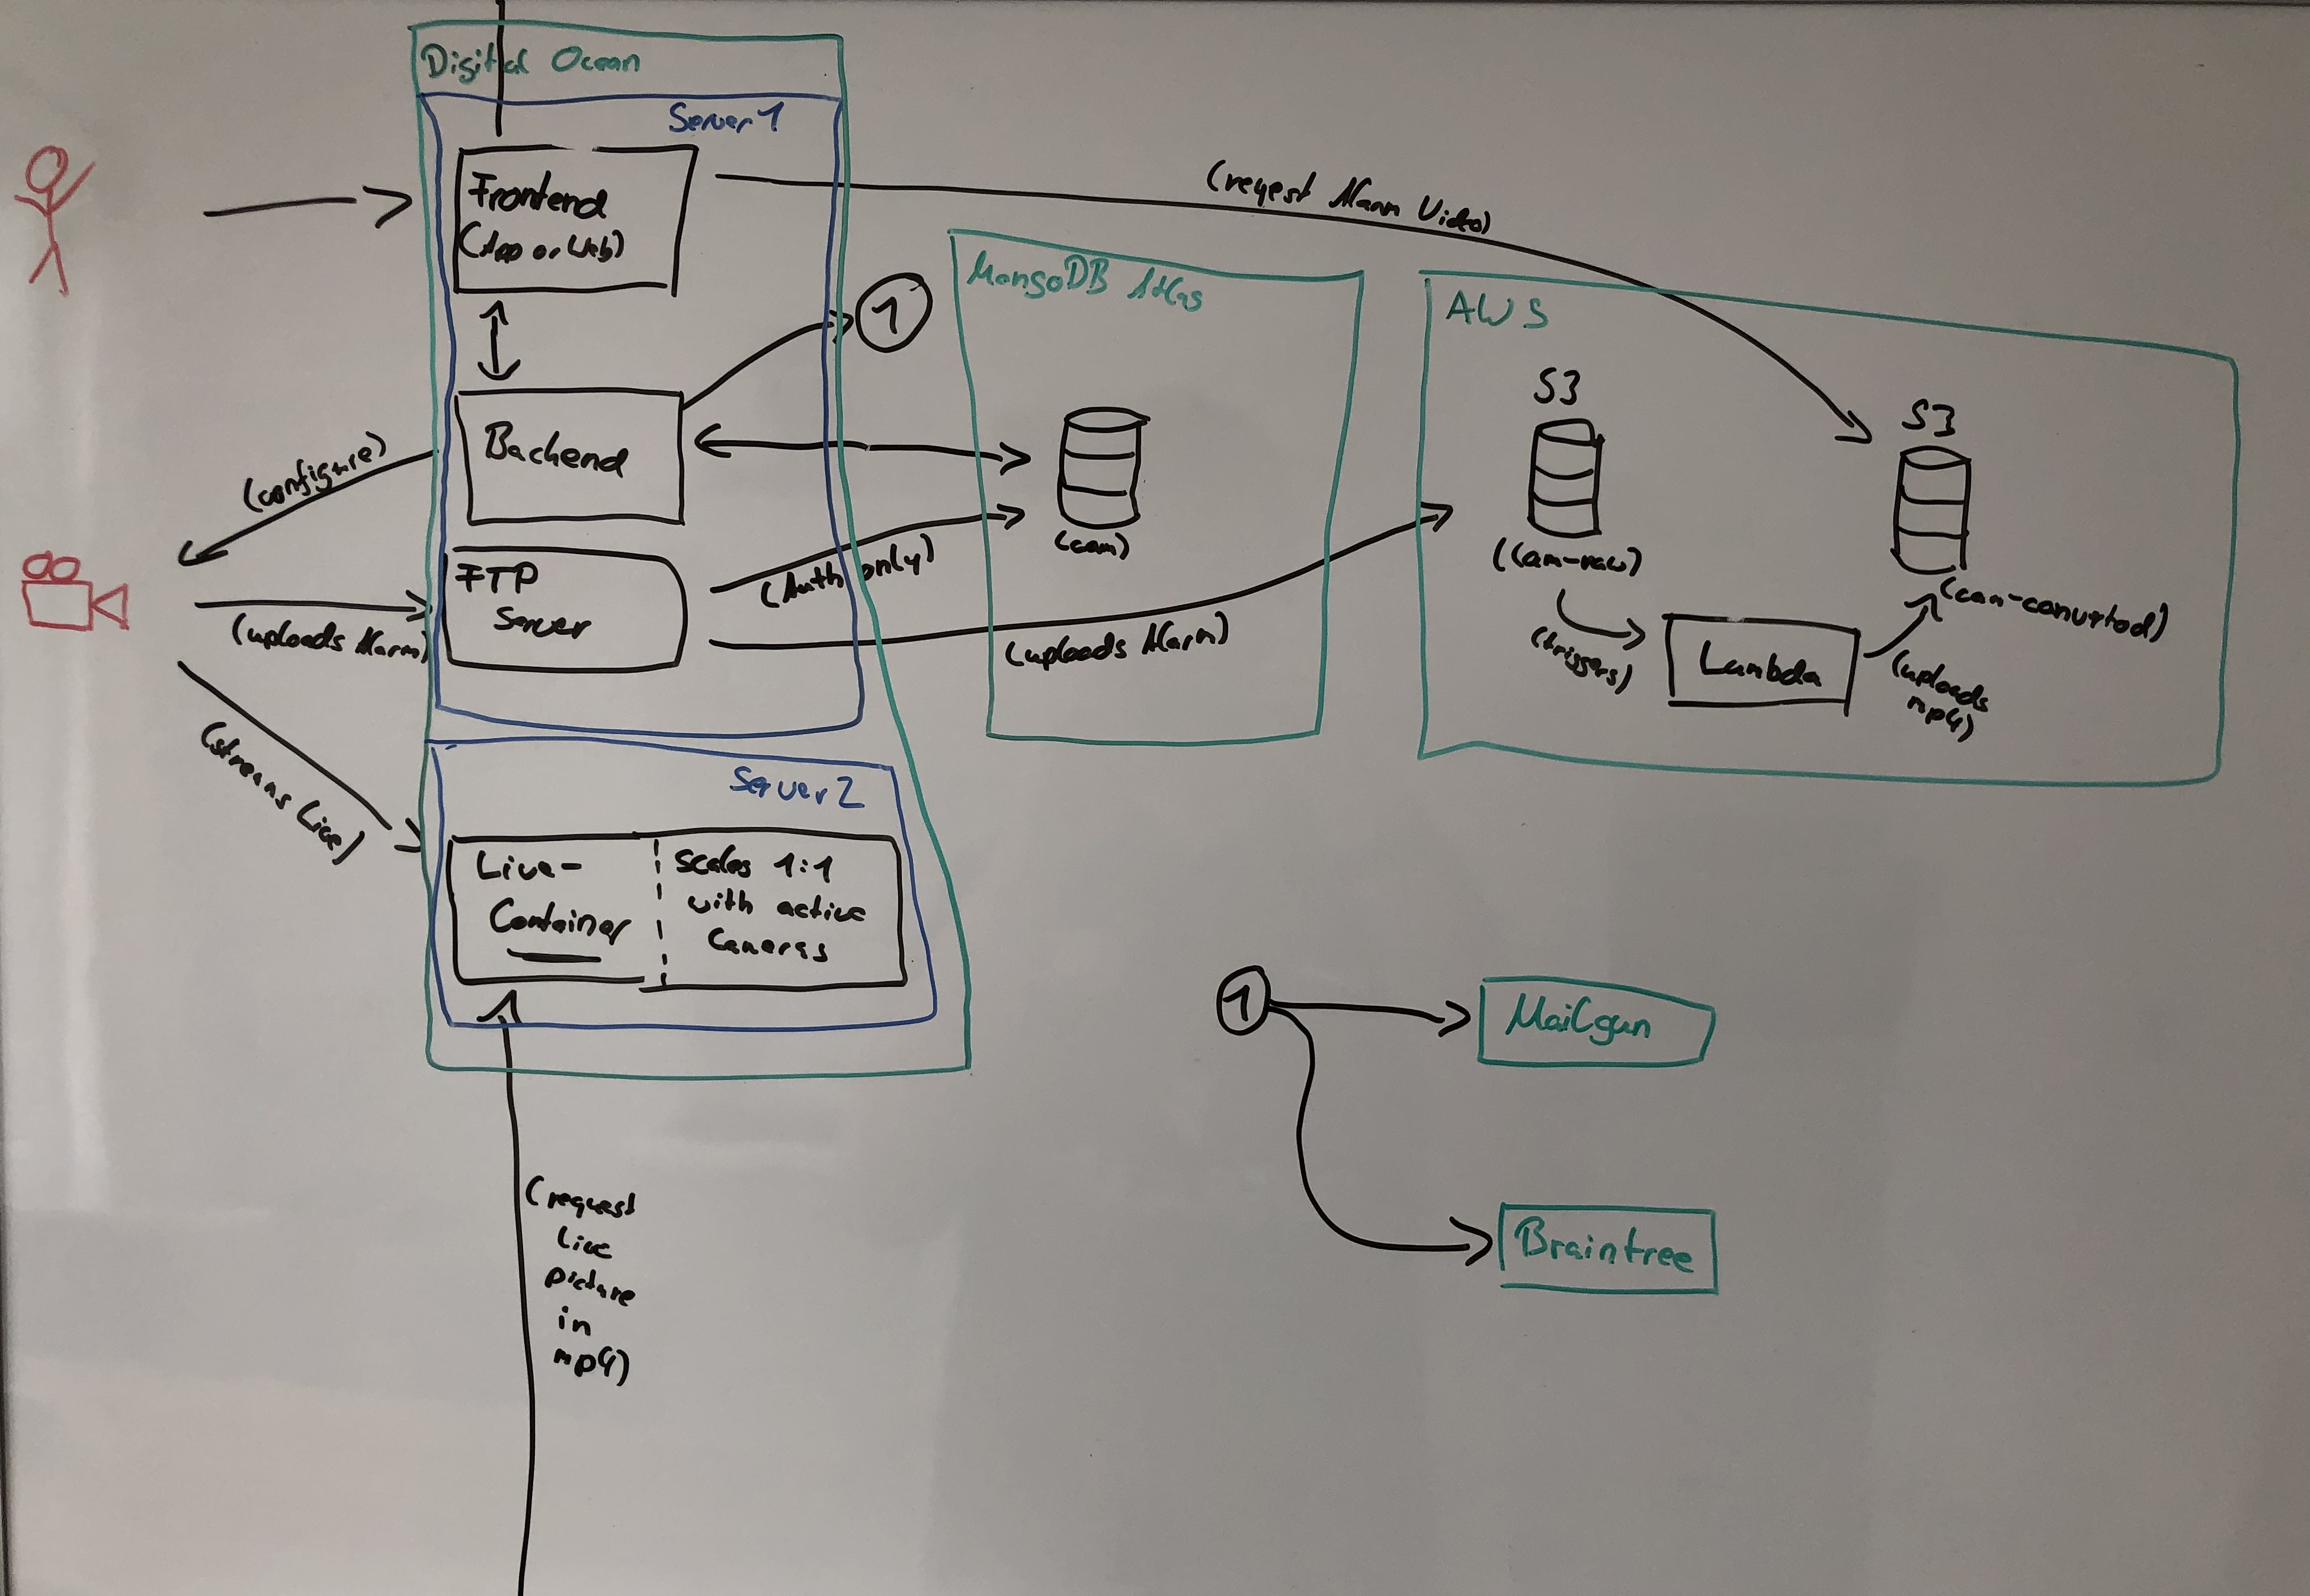 Digital Ocean
Server 1
Frontend
(App or Web)
(reqest Alarm Video)
1
MongoDB Atlas
AWS
S3
S3
Backend
(configure)
(cam)
(cam-raw)
(cam-converted)
FTP
Server
(Auth only)
(uploads Alarm)
(uploads Alarm)
(triggers)
Lambda
(uploads
mp4)
(streams Live)
Server 2
Live-
Container
scales 1:1
with active
Cameras
1
Mailgun
(request
Live
picture
in
mp4)
Braintree